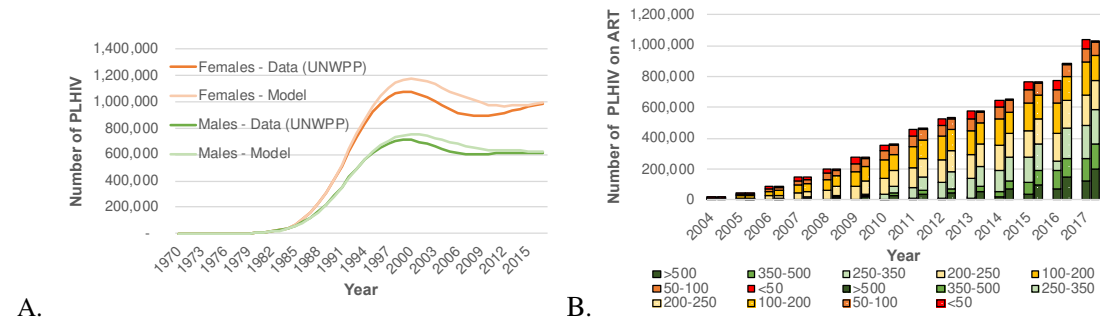 1,400,000
1,200,000
1,000,000
800,000
600,000
400,000
200,000
-
Number of PLHIV
Females - Data (UNWPP)
Females - Model
Males - Data (UNWPP)
Males - Model
1970 1973 1976 1979 1982 1985 1988 1991 1994 1997 2000 2003 2006 2009 2012 2015
Year
A.
1,200,000
1,000,000
800,000
600,000
400,000
200,000
0
Number of PLHIV on ART
2004 2005 2006 2007 2008 2009 2010 2011 2012 2013 2014 2015 2016 2017
Year
>500 350-500 250-350 200-250 100-200
50-100 <50 >500 350-500 250-350
200-250 100-200 50-100 <50
B.